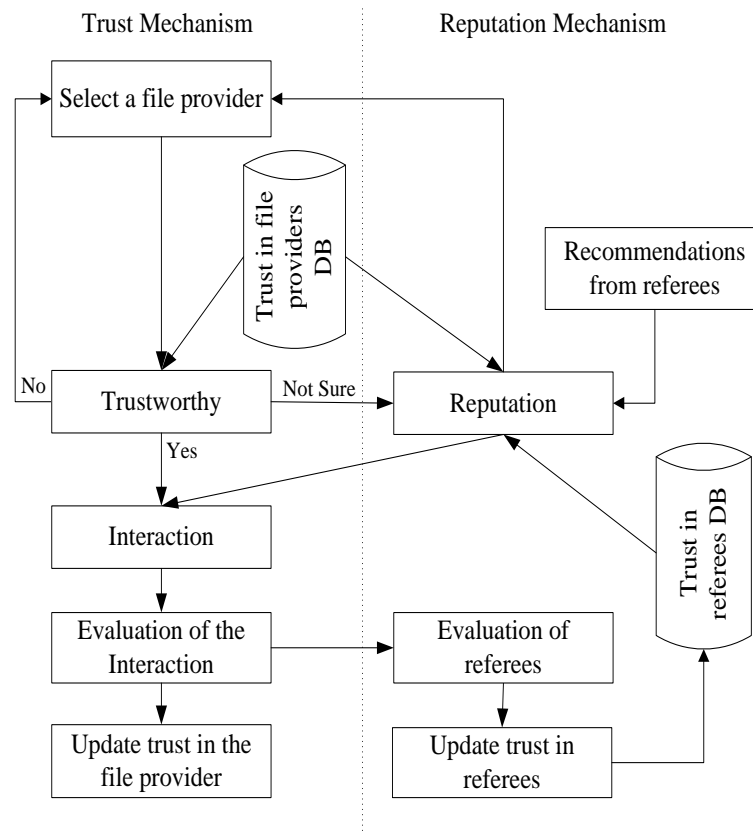 Trust Mechanism
Reputation Mechanism
Select a file provider
Trust in file
providers
DB
Recommendations
from referees
No
Trustworthy
Not Sure
Reputation
Yes
Interaction
Trust in
referees DB
Evaluation of the
Interaction
Evaluation of
referees
Update trust in the
file provider
Update trust in
referees